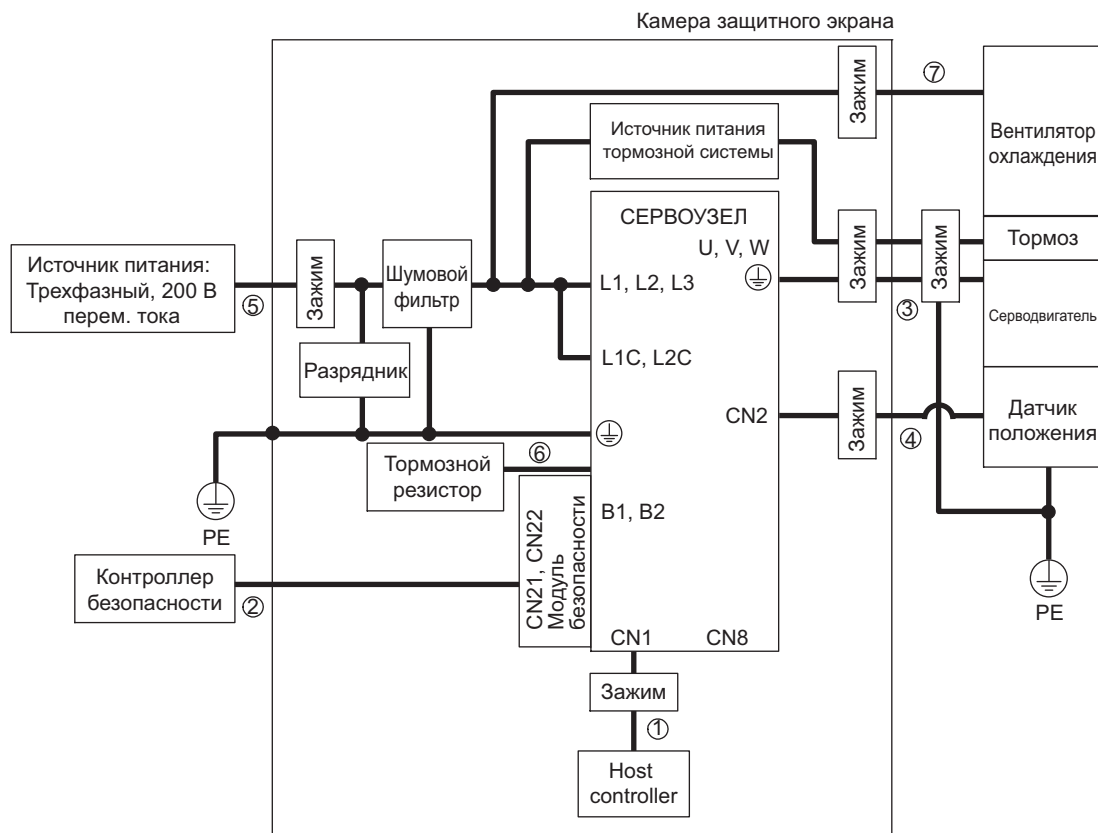 Камера защитного экрана
Зажим
⑦
Вентилятор
охлаждения
Источник питания
тормозной системы
СЕРВОУЗЕЛ
U, V, W
Зажим
Зажим
Тормоз
Источник питания:
Трехфазный, 200 В
перем. тока
⑤
Зажим
Шумовой
фильтр
L1, L2, L3
③
Серводвигатель
Разрядник
L1C, L2C
CN2
Зажим
④
Датчик
положения
⑥
Тормозной
резистор
PE
B1, B2
CN21, CN22
Модуль
безопасности
Контроллер
безопасности
②
PE
CN1
CN8
Зажим
①
Host
controller